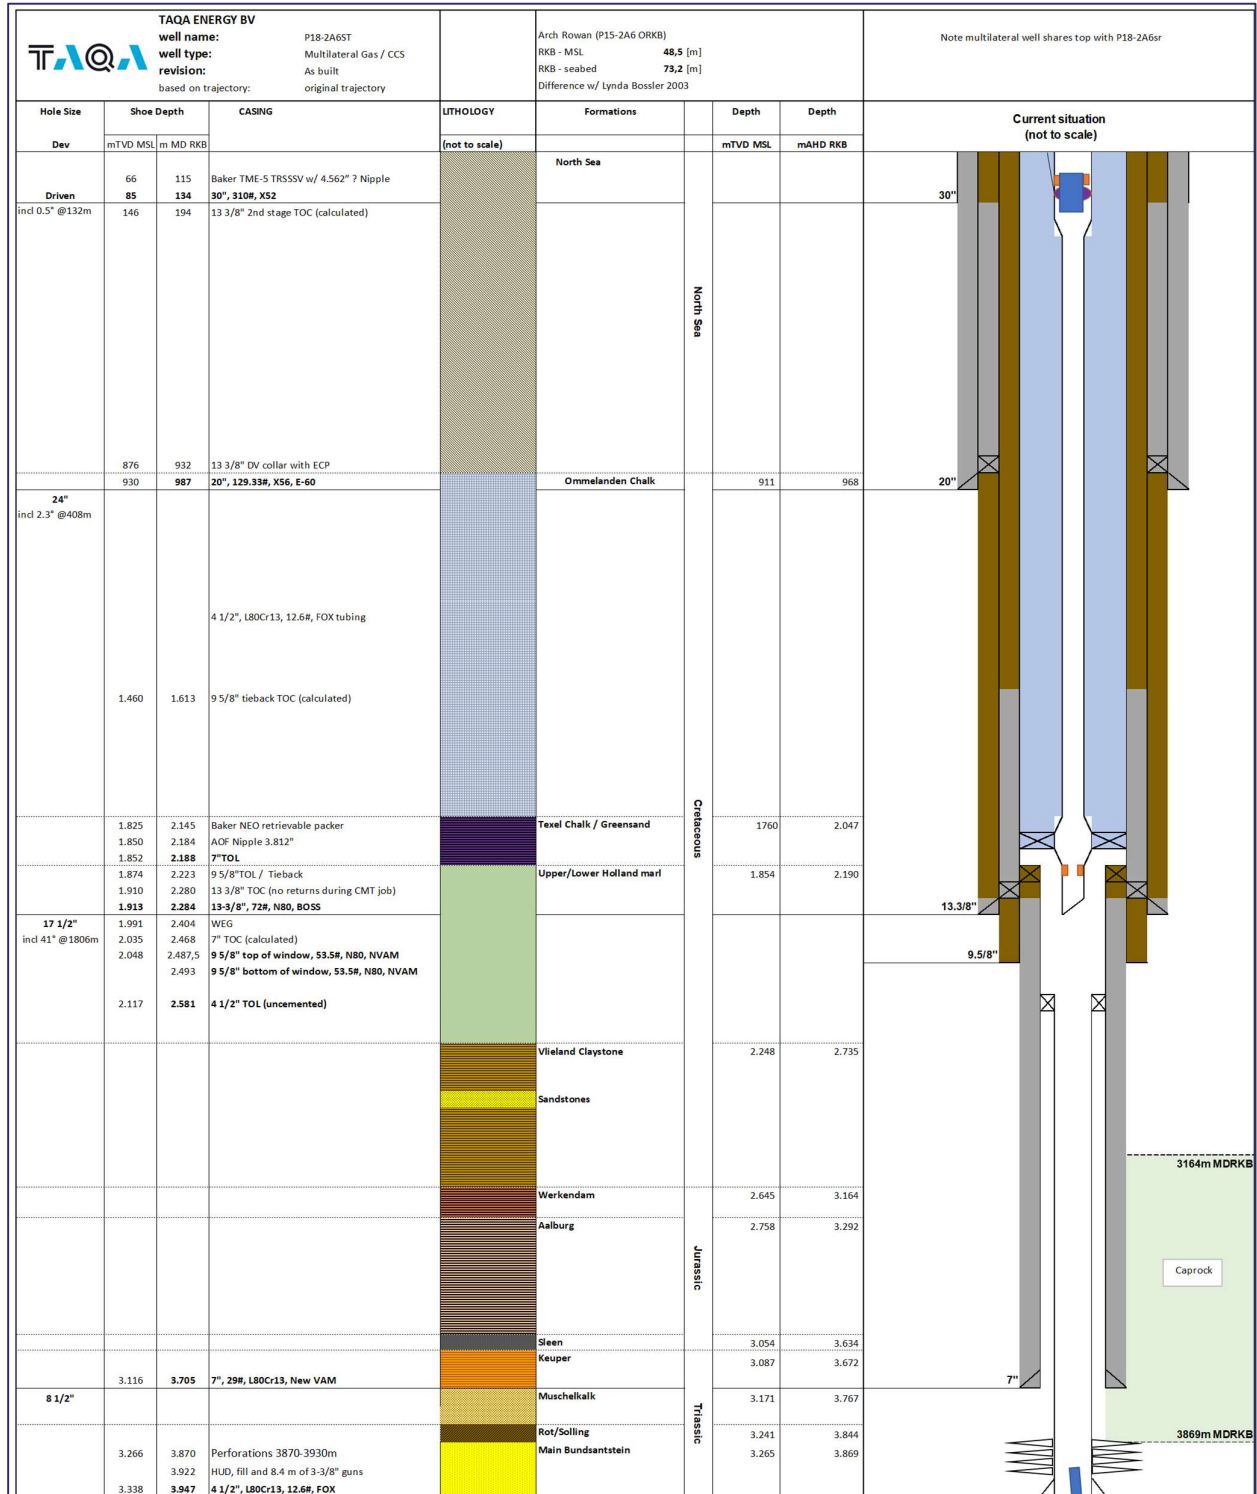 TAQA
TAQA ENERGY BV
well name: P18-2A6ST
well type: Multilateral Gas / CCS
revision: As built
based on trajectory: original trajectory
Arch Rowan (P15-2A6 ORKB)
RKB - MSL 48,5 [m]
RKB - seabed 73,2 [m]
Difference w/ Lynda Bossler 2003
Note multilateral well shares top with P18-2A6sr
Hole Size Shoe Depth CASING LITHOLOGY Formations Depth Depth
Current situation
(not to scale)
Dev mTVD MSL m MD RKB (not to scale) mTVD MSL mAHD RKB
North Sea
66 115 Baker TME-5 TRSSSV w/ 4.562" ? Nipple
Driven 85 134 30", 310#, X52 30"
incl 0.5° @132m 146 194 13 3/8" 2nd stage TOC (calculated)
North Sea
876 932 13 3/8" DV collar with ECP
930 987 20", 129.33#, X56, E-60 Ommelanden Chalk 911 968 20"
24"
incl 2.3° @408m
4 1/2", L80Cr13, 12.6#, FOX tubing
1.460 1.613 9 5/8" tieback TOC (calculated)
Cretaceous
1.825 2.145 Baker NEO retrievable packer Texel Chalk / Greensand 1760 2.047
1.850 2.184 AOF Nipple 3.812"
1.852 2.188 7"TOL
1.874 2.223 9 5/8"TOL / Tieback Upper/Lower Holland marl 1.854 2.190
1.910 2.280 13 3/8" TOC (no returns during CMT job)
1.913 2.284 13-3/8", 72#, N80, BOSS 13.3/8"
17 1/2" 1.991 2.404 WEG
incl 41° @1806m 2.035 2.468 7" TOC (calculated)
2.048 2.487,5 9 5/8" top of window, 53.5#, N80, NVAM 9.5/8"
2.493 9 5/8" bottom of window, 53.5#, N80, NVAM
2.117 2.581 4 1/2" TOL (uncemented)
Vlieland Claystone 2.248 2.735
Sandstones
3164m MDRKB
Werkendam 2.645 3.164
Aalburg 2.758 3.292
Jurassic
Caprock
Sleen 3.054 3.634
Keuper 3.087 3.672
3.116 3.705 7", 29#, L80Cr13, New VAM 7"
8 1/2" Muschelkalk 3.171 3.767
Triassic
Rot/Solling 3.241 3.844
3869m MDRKB
3.266 3.870 Perforations 3870-3930m Main Bundsantstein 3.265 3.869
3.922 HUD, fill and 8.4 m of 3-3/8" guns
3.338 3.947 4 1/2", L80Cr13, 12.6#, FOX